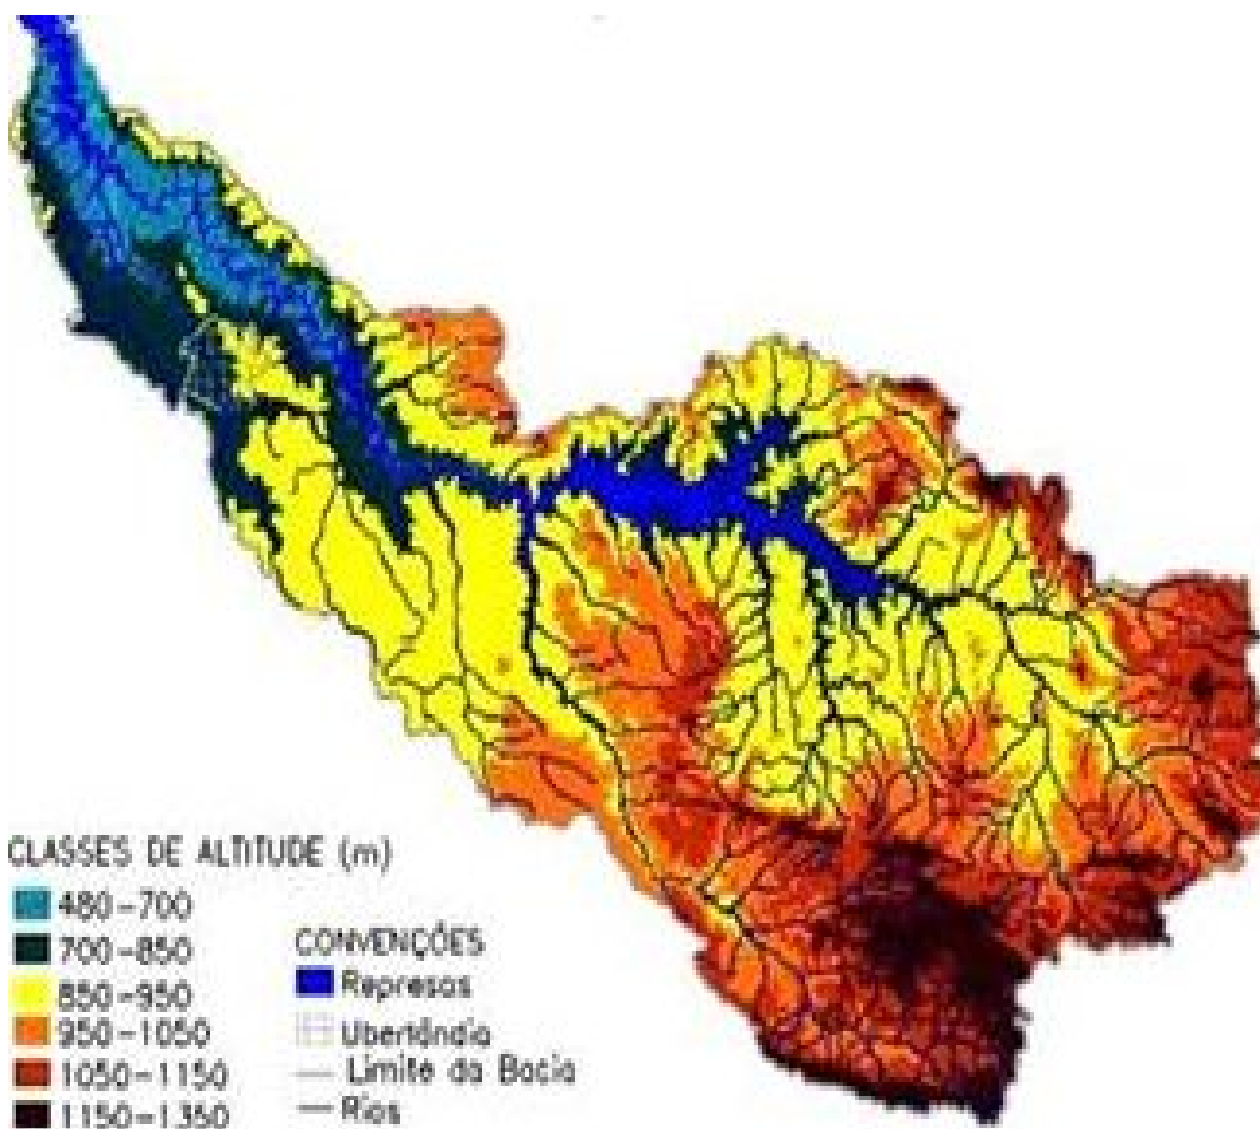 CLASSES DE ALTITUDE (m)
480-700
700-850
850-950
950-1050
1050-1150
1150-1350
CONVENÇÕES
Represas
Uberlândia
Limite da Bacia
Rios